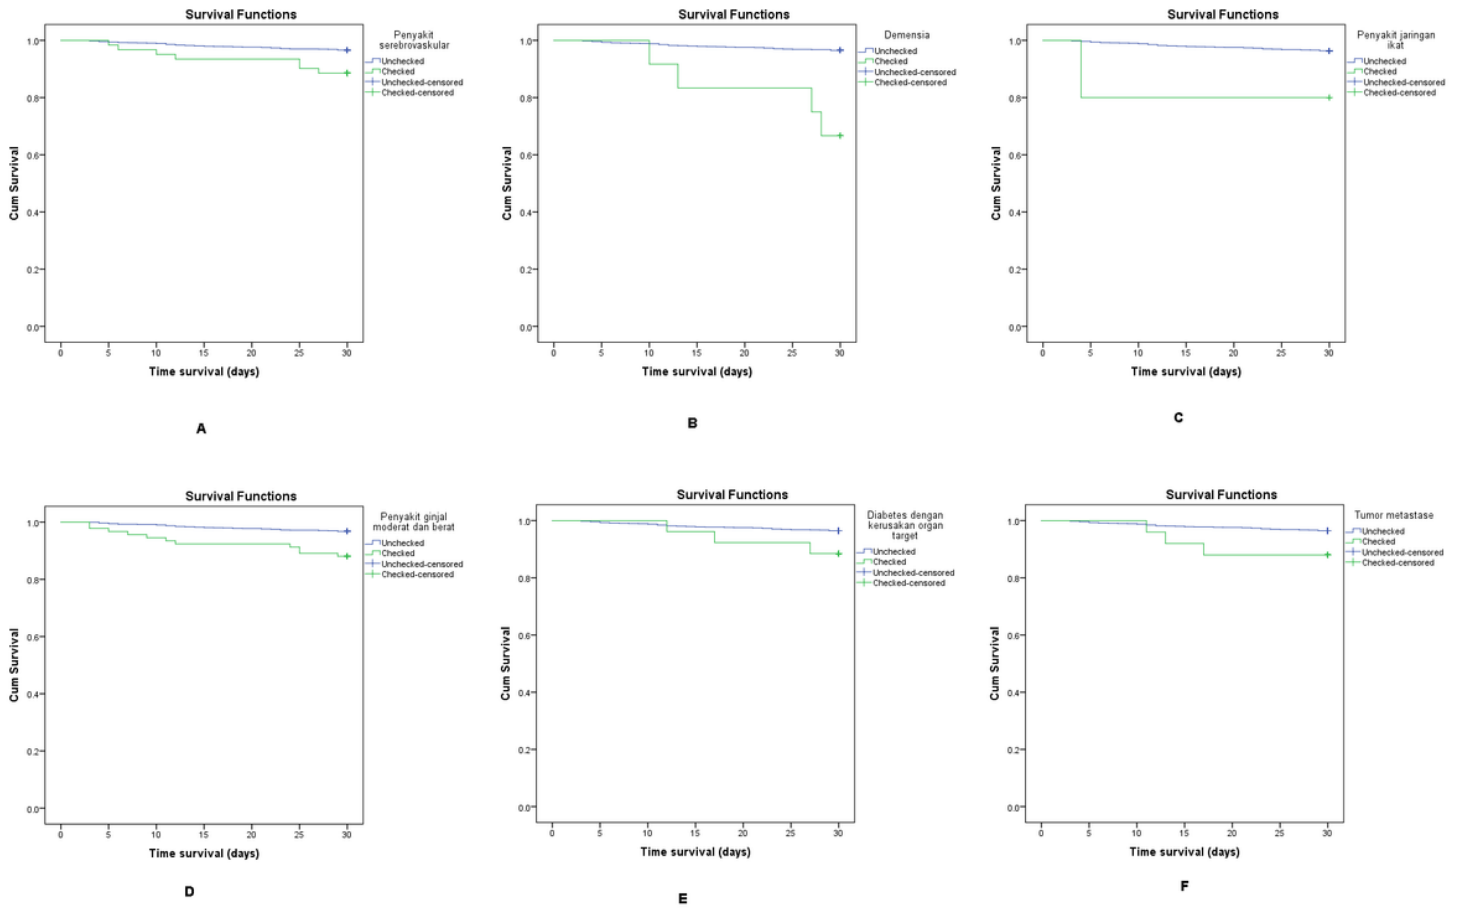 Survival Functions
Penyakit
serebrovaskular
Unchecked
Checked
Unchecked-censored
Checked-censored
Cum Survival
1.0
0.8
0.6
0.4
0.2
0.0
0 5 10 15 20 25 30
Time survival (days)
A
Survival Functions
Demensia
Unchecked
Checked
Unchecked-censored
Checked-censored
Cum Survival
1.0
0.8
0.6
0.4
0.2
0.0
0 5 10 15 20 25 30
Time survival (days)
B
Survival Functions
Penyakit jaringan
ikat
Unchecked
Checked
Unchecked-censored
Checked-censored
Cum Survival
1.0
0.8
0.6
0.4
0.2
0.0
0 5 10 15 20 25 30
Time survival (days)
C
Survival Functions
Penyakit ginjal
moderat dan berat
Unchecked
Checked
Unchecked-censored
Checked-censored
Cum Survival
1.0
0.8
0.6
0.4
0.2
0.0
0 5 10 15 20 25 30
Time survival (days)
D
Survival Functions
Diabetes dengan
kerusakan organ
target
Unchecked
Checked
Unchecked-censored
Checked-censored
Cum Survival
1.0
0.8
0.6
0.4
0.2
0.0
0 5 10 15 20 25 30
Time survival (days)
E
Survival Functions
Tumor metastase
Unchecked
Checked
Unchecked-censored
Checked-censored
Cum Survival
1.0
0.8
0.6
0.4
0.2
0.0
0 5 10 15 20 25 30
Time survival (days)
F